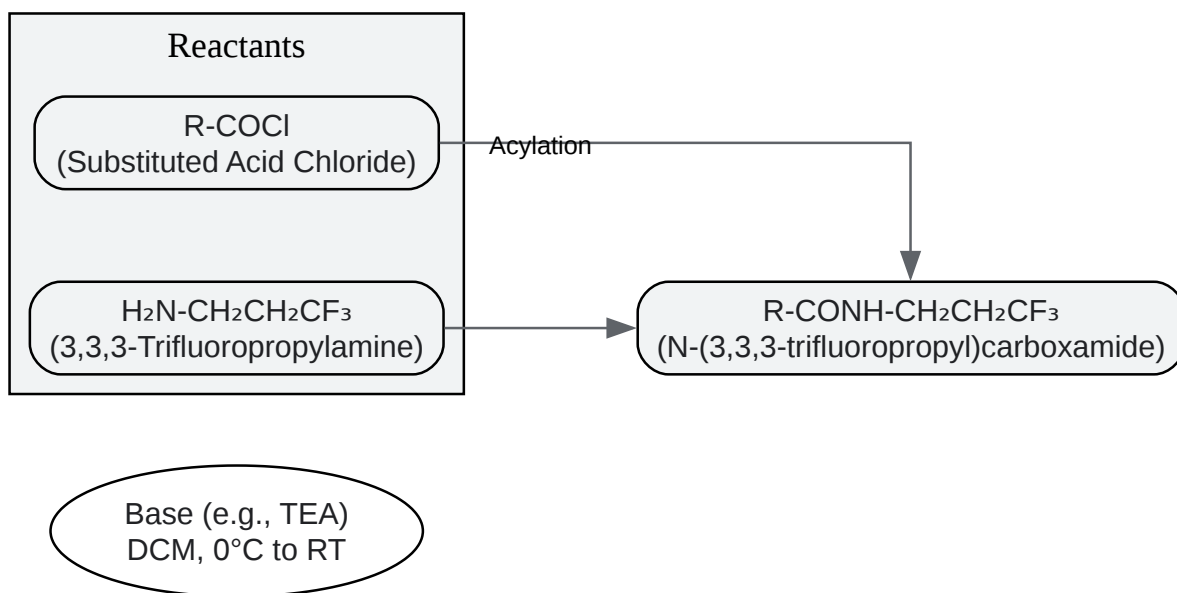 Reactants
R-COCl
(Substituted Acid Chloride)
Acylation
H₂N-CH₂CH₂CF₃
(3,3,3-Trifluoropropylamine)
R-CONH-CH₂CH₂CF₃
(N-(3,3,3-trifluoropropyl)carboxamide)
Base (e.g., TEA)
DCM, 0°C to RT